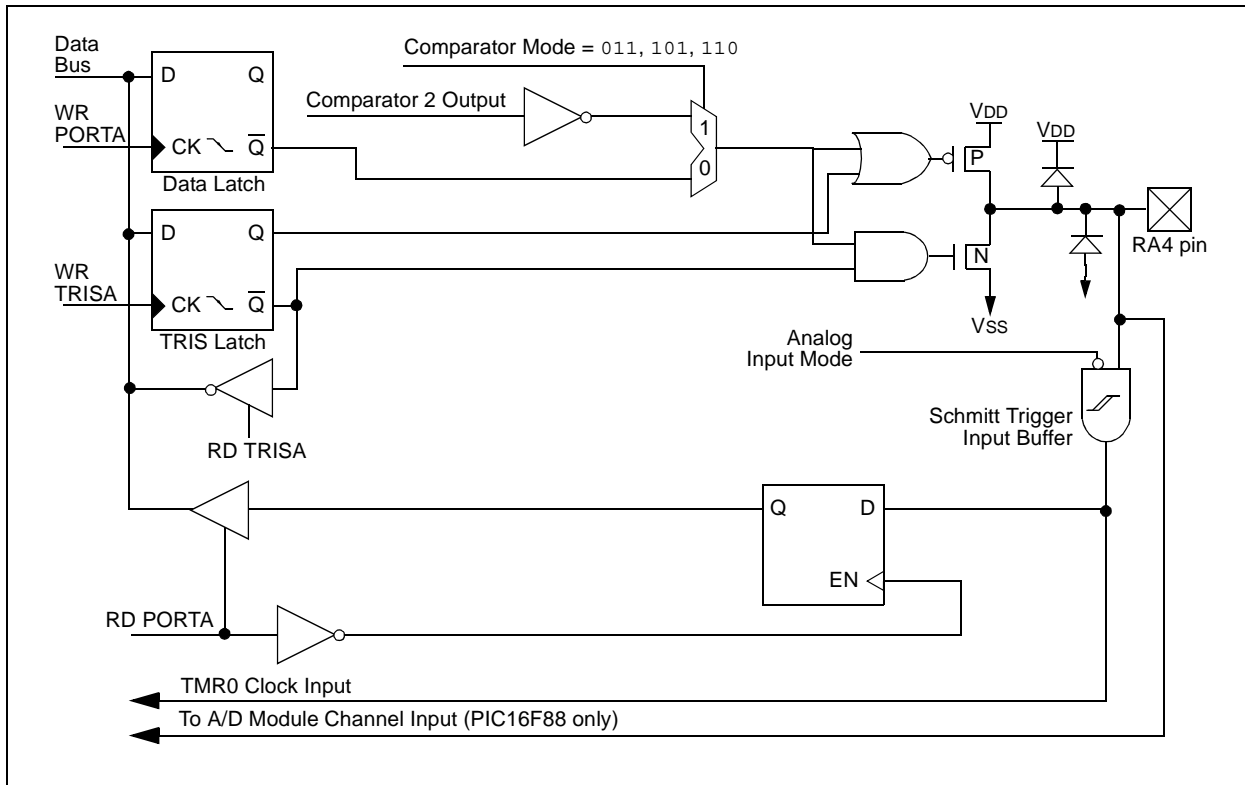 Data
Bus
D
Q
WR
PORTA
CK
Q
Data Latch
Comparator Mode = 011, 101, 110
Comparator 2 Output
1
0
VDD
P
VDD
RA4 pin
N
VSS
D
Q
WR
TRISA
CK
Q
TRIS Latch
RD TRISA
Analog
Input Mode
Schmitt Trigger
Input Buffer
Q
D
EN
RD PORTA
TMR0 Clock Input
To A/D Module Channel Input (PIC16F88 only)